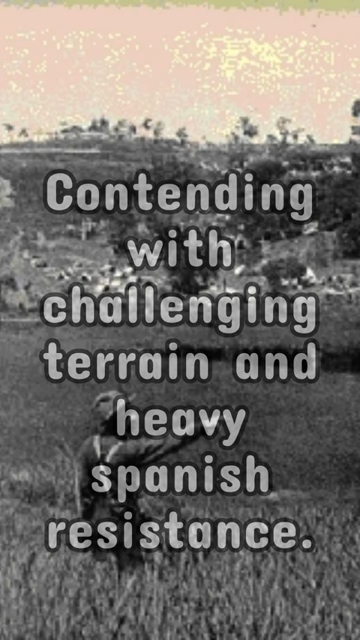 Contending
with
challenging
terrain and
heavy
spanish
resistance.